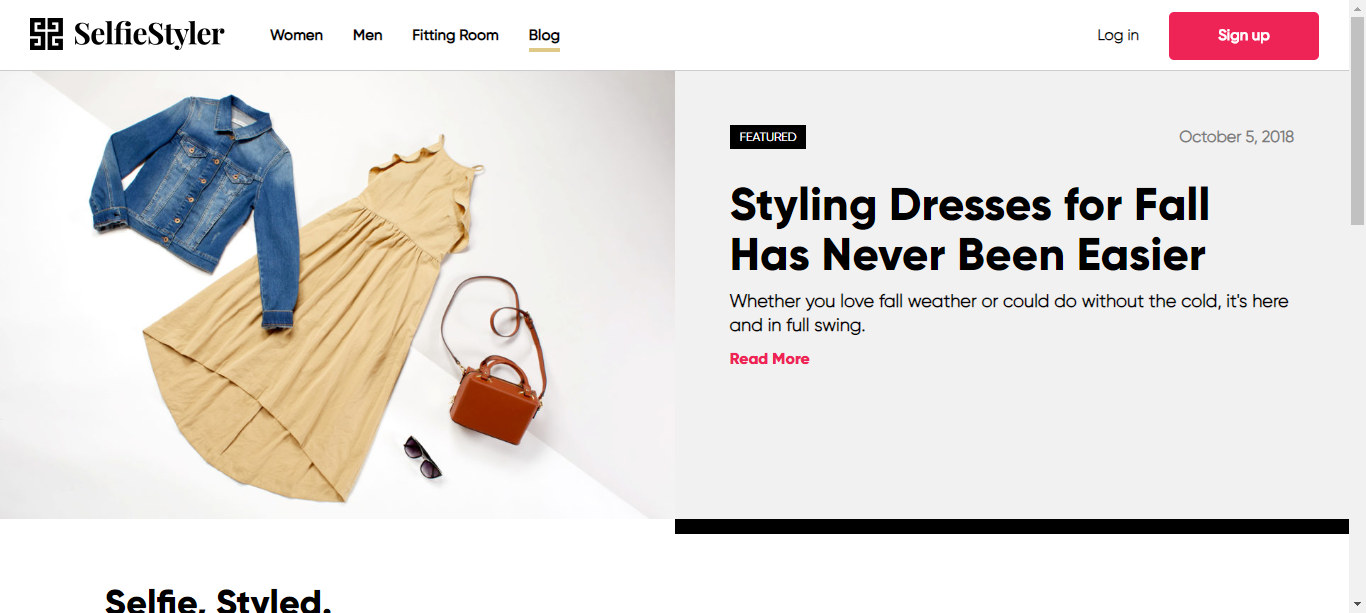 SelfieStyler
Women
Men
Fitting Room
Blog
Log in
Sign up
FEATURED
October 5, 2018
Styling Dresses for Fall
Has Never Been Easier
Whether you love fall weather or could do without the cold, it's here
and in full swing.
Read More
Selfie, Styled.